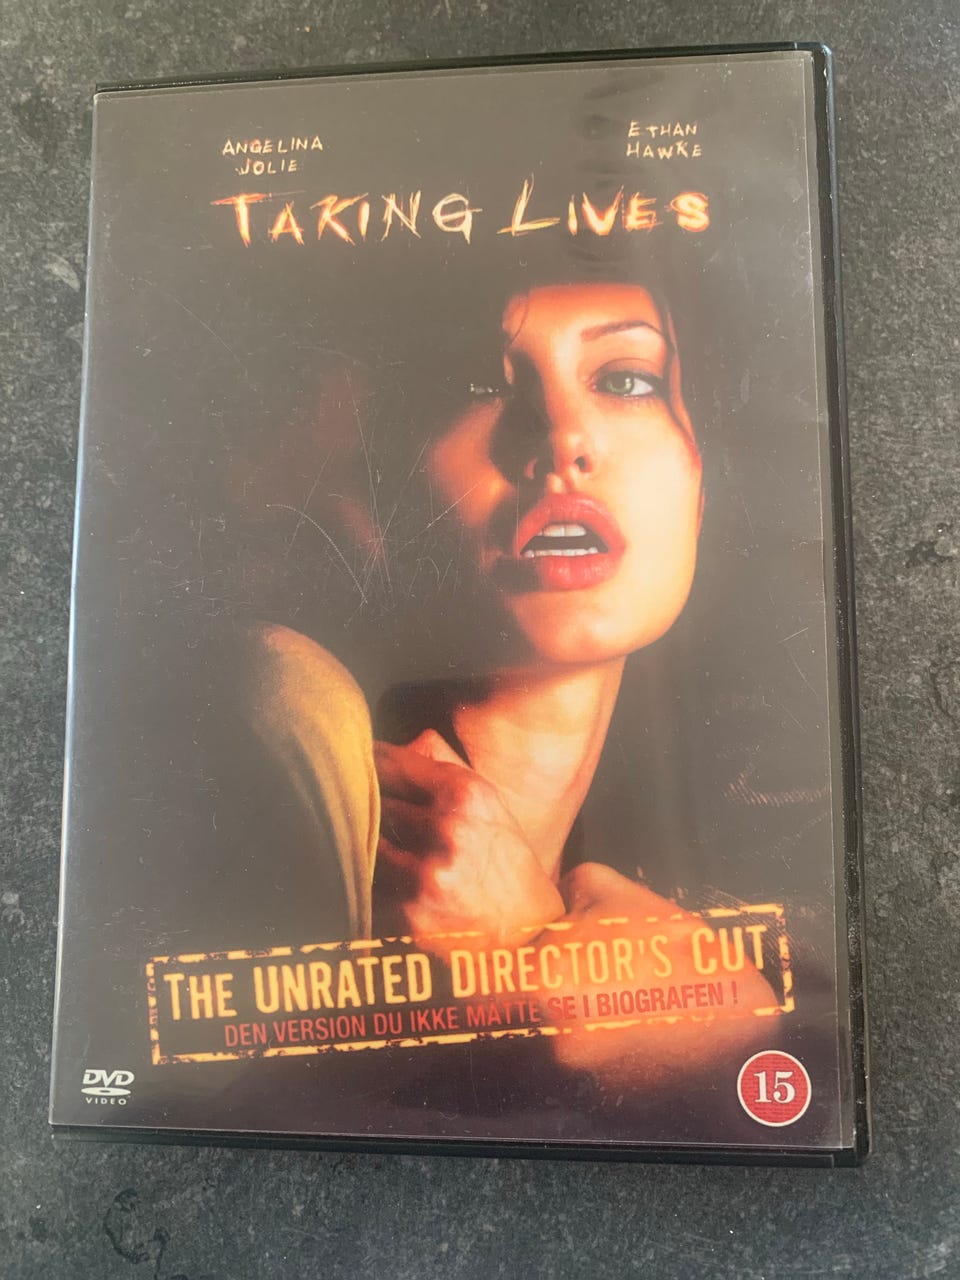 ANGELINA
JOLIE
ETHAN
HAWKE
TAKING LIVES
THE UNRATED DIRECTOR'S CUT
DEN VERSION DU IKKE MÅTTE SE I BIOGRAFEN !
DVD
VIDEO
15